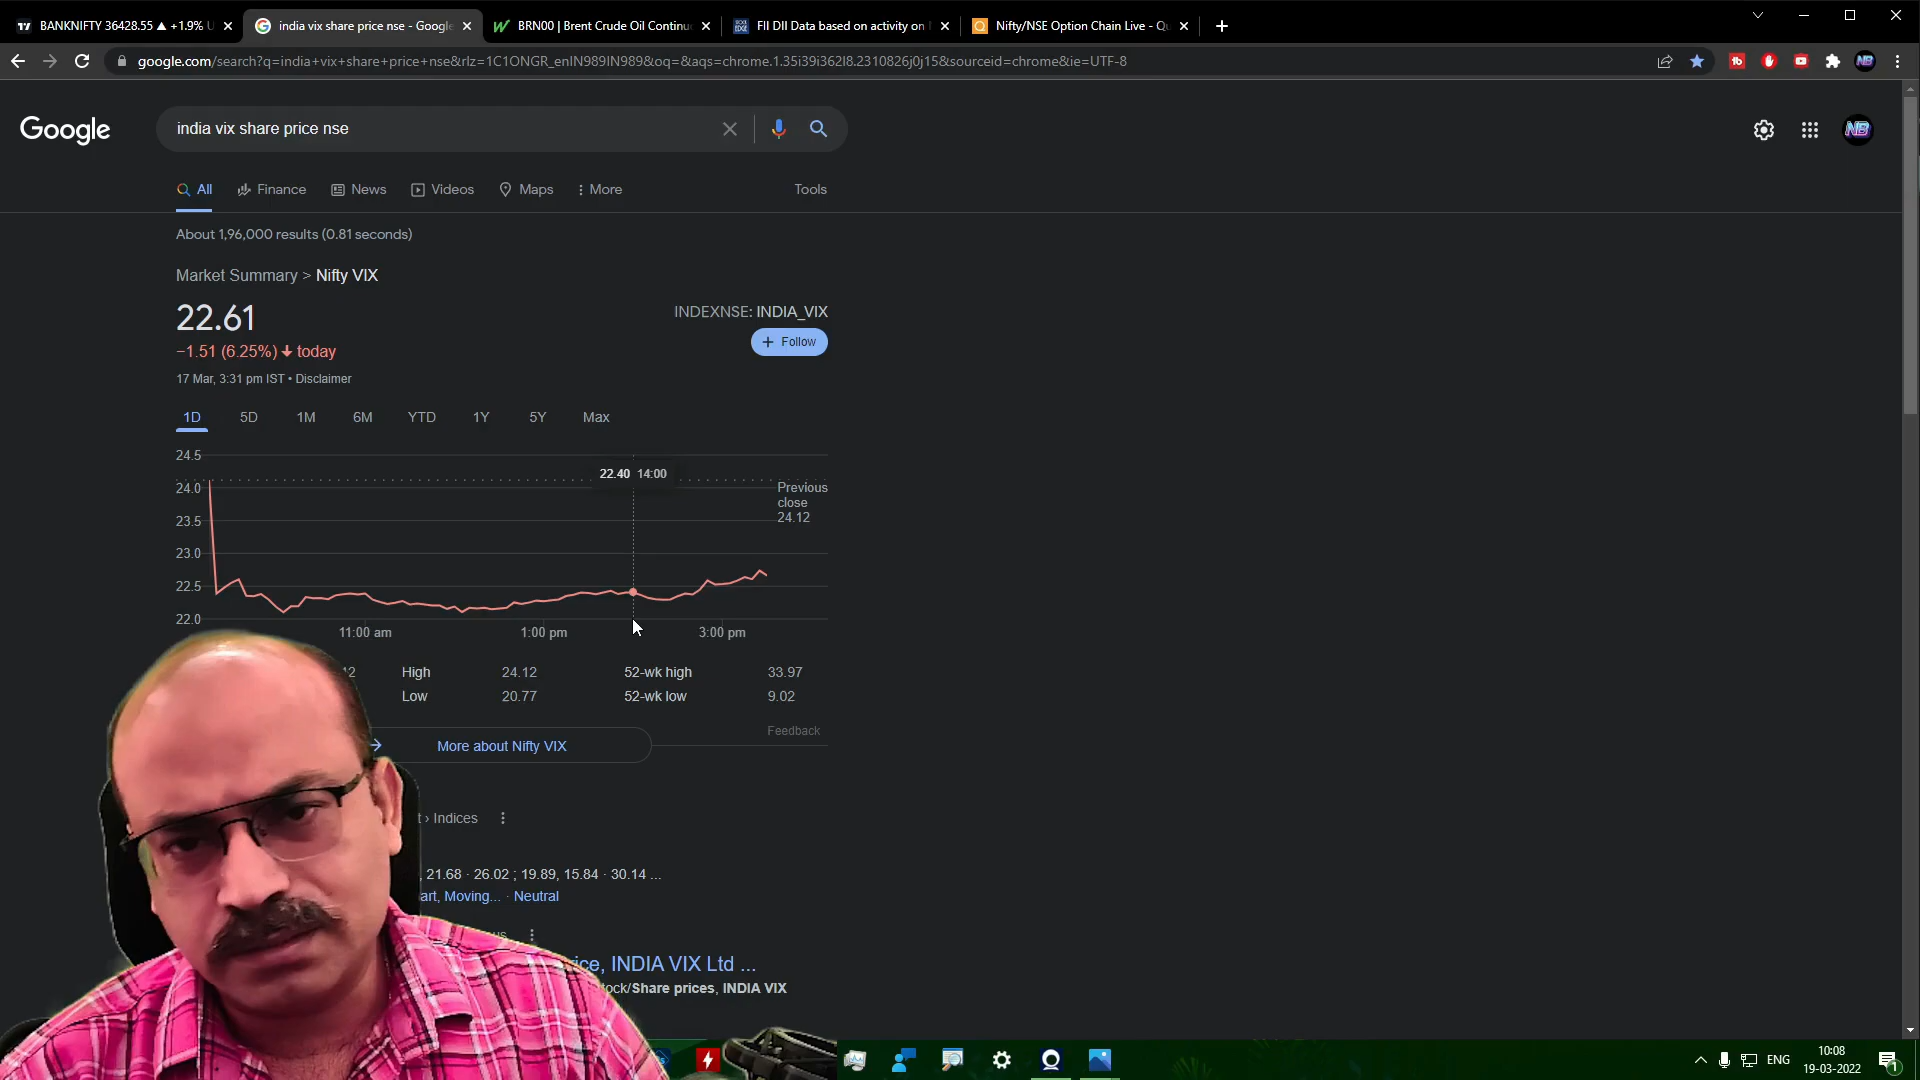 BANKNIFTY 36428.55 ▲ +1.9% U
india vix share price nse - Google
BRN00 | Brent Crude Oil Continu
FII DII Data based on activity on
Nifty/NSE Option Chain Live - Qu
google.com/search?q=india+vix+share+price+nse&rlz=1C1ONGR_enIN989IN989&oq=&aqs=chrome.1.35i39i362l8.2310826j0j15&sourceid=chrome&ie=UTF-8
Google
india vix share price nse
All Finance News Videos Maps More Tools
About 1,96,000 results (0.81 seconds)
Market Summary > Nifty VIX
22.61
INDEXNSE: INDIA_VIX
−1.51 (6.25%) ↓ today
+ Follow
17 Mar, 3:31 pm IST • Disclaimer
1D 5D 1M 6M YTD 1Y 5Y Max
24.5
22.40 14:00
24.0
Previous
close
24.12
23.5
23.0
22.5
22.0
11:00 am 1:00 pm 3:00 pm
12 High 24.12 52-wk high 33.97
Low 20.77 52-wk low 9.02
Feedback
More about Nifty VIX
t › Indices
, 21.68 · 26.02 ; 19.89, 15.84 · 30.14 ...
art, Moving... · Neutral
ice, INDIA VIX Ltd ...
tock/Share prices, INDIA VIX
ENG
10:08
19-03-2022
1